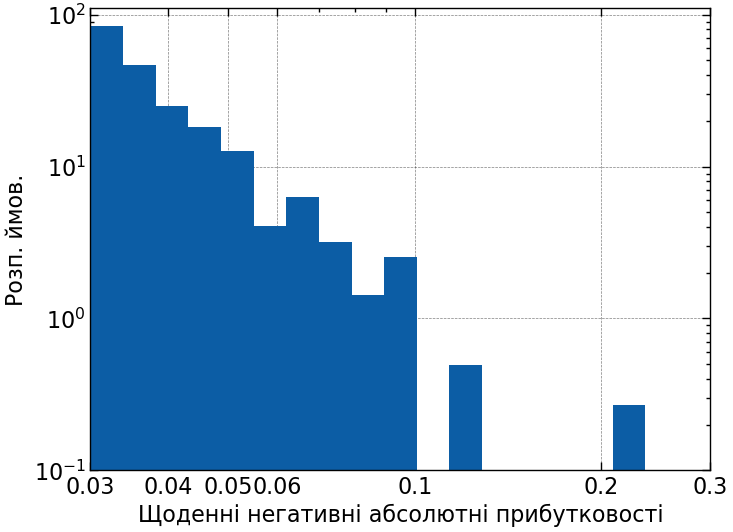 10²
10¹
10⁰
10⁻¹
Розп. ймов.
0.03 0.04 0.05 0.06 0.1 0.2 0.3
Щоденні негативні абсолютні прибутковості